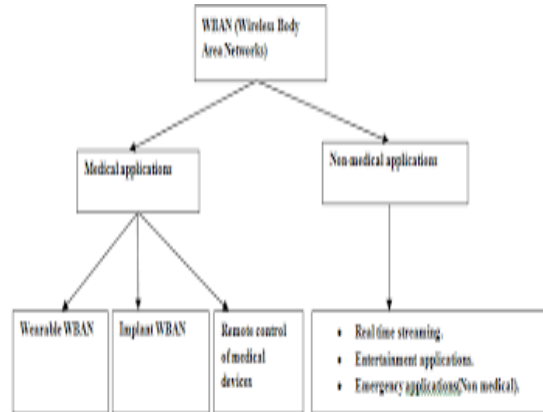 WBAN (Wireless Body
Area Networks)
Medical applications
Non-medical applications
Wearable WBAN
Implant WBAN
Remote control
of medical
devices
• Real time streaming.
• Entertainment applications.
• Emergency applications(Non medical).